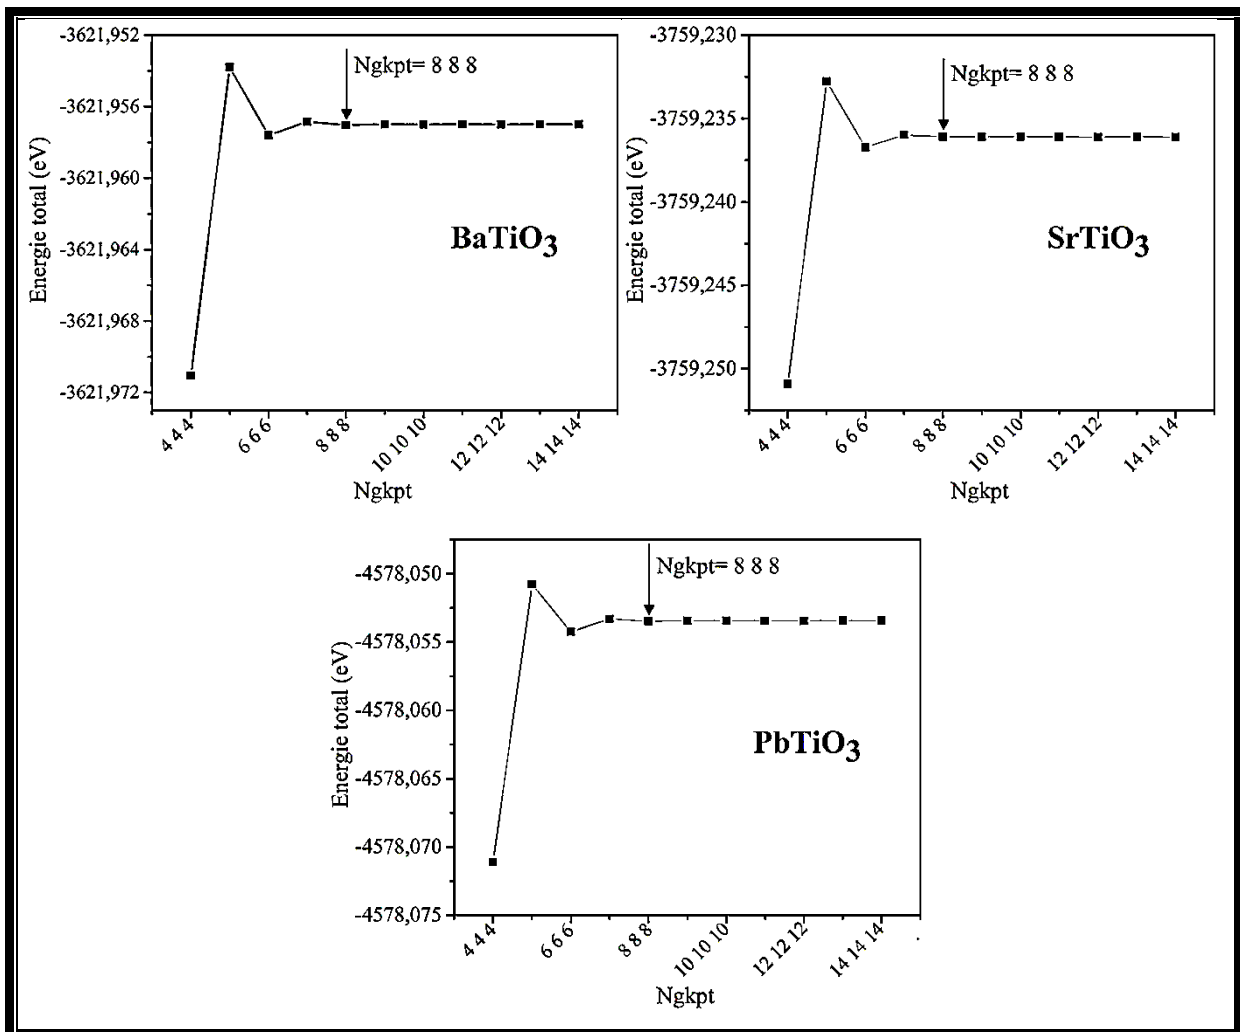 -3621,952
-3621,956
-3621,960
-3621,964
-3621,968
-3621,972
Energie total (eV)
Ngkpt= 8 8 8
BaTiO3
4 4 4
6 6 6
8 8 8
10 10 10
12 12 12
14 14 14
Ngkpt
-3759,230
-3759,235
-3759,240
-3759,245
-3759,250
Energie total (eV)
Ngkpt= 8 8 8
SrTiO3
4 4 4
6 6 6
8 8 8
10 10 10
12 12 12
14 14 14
Ngkpt
-4578,050
-4578,055
-4578,060
-4578,065
-4578,070
-4578,075
Energie total (eV)
Ngkpt= 8 8 8
PbTiO3
4 4 4
6 6 6
8 8 8
10 10 10
12 12 12
14 14 14
Ngkpt